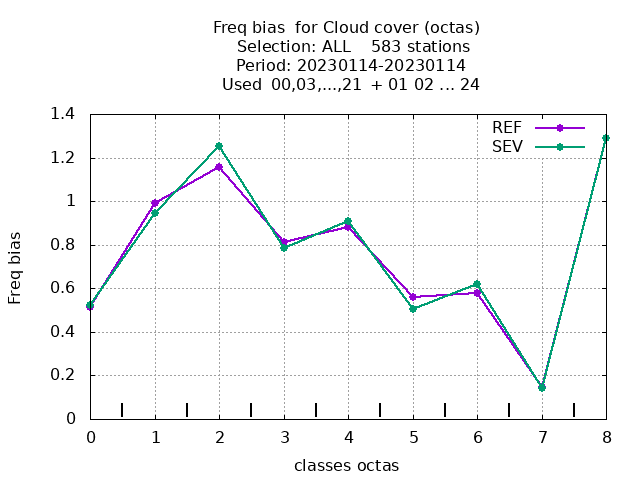 Freq bias  for Cloud cover (octas)
Selection: ALL    583 stations
Period: 20230114-20230114
Used  00,03,...,21  + 01 02 ... 24
REF
SEV
1.4
1.2
1
0.8
0.6
0.4
0.2
0
Freq bias
0 1 2 3 4 5 6 7 8
classes octas